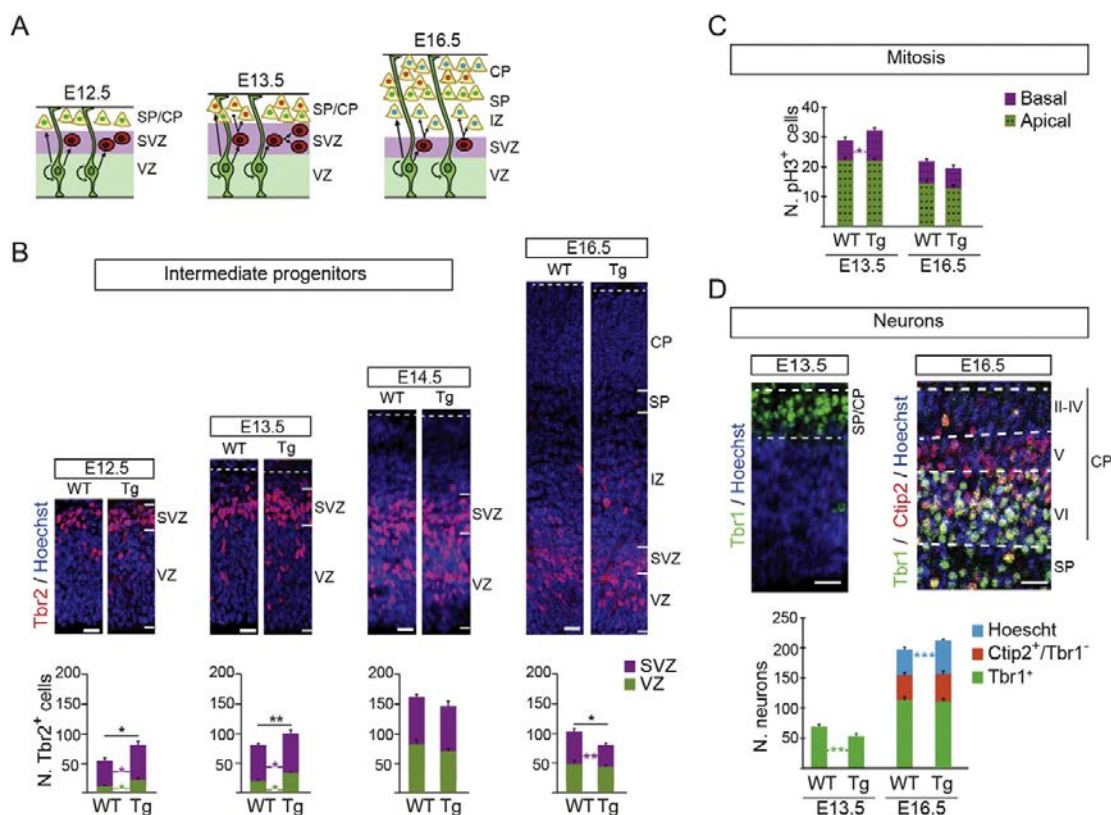 A
E12.5
SP/CP
SVZ
VZ
E13.5
SP/CP
SVZ
VZ
E16.5
CP
SP
IZ
SVZ
VZ
B
Intermediate progenitors
Tbr2 / Hoechst
E12.5
WT Tg
SVZ
VZ
E13.5
WT Tg
SVZ
VZ
E14.5
WT Tg
SVZ
VZ
E16.5
WT Tg
CP
SP
IZ
SVZ
VZ
N. Tbr2+ cells
200
150
100
50
*
*
*
WT Tg
200
150
100
50
**
*
*
WT Tg
200
150
100
50
WT Tg
SVZ
VZ
200
150
100
50
*
**
WT Tg
C
Mitosis
Basal
Apical
N. pH3+ cells
40
30
20
10
*
WT Tg WT Tg
E13.5 E16.5
D
Neurons
E13.5
Tbr1 / Hoechst
SP/CP
E16.5
Tbr1 / Ctip2 / Hoechst
II-IV
V
VI
SP
CP
Hoescht
Ctip2+/Tbr1-
Tbr1+
N. neurons
250
200
150
100
50
**
***
WT Tg WT Tg
E13.5 E16.5